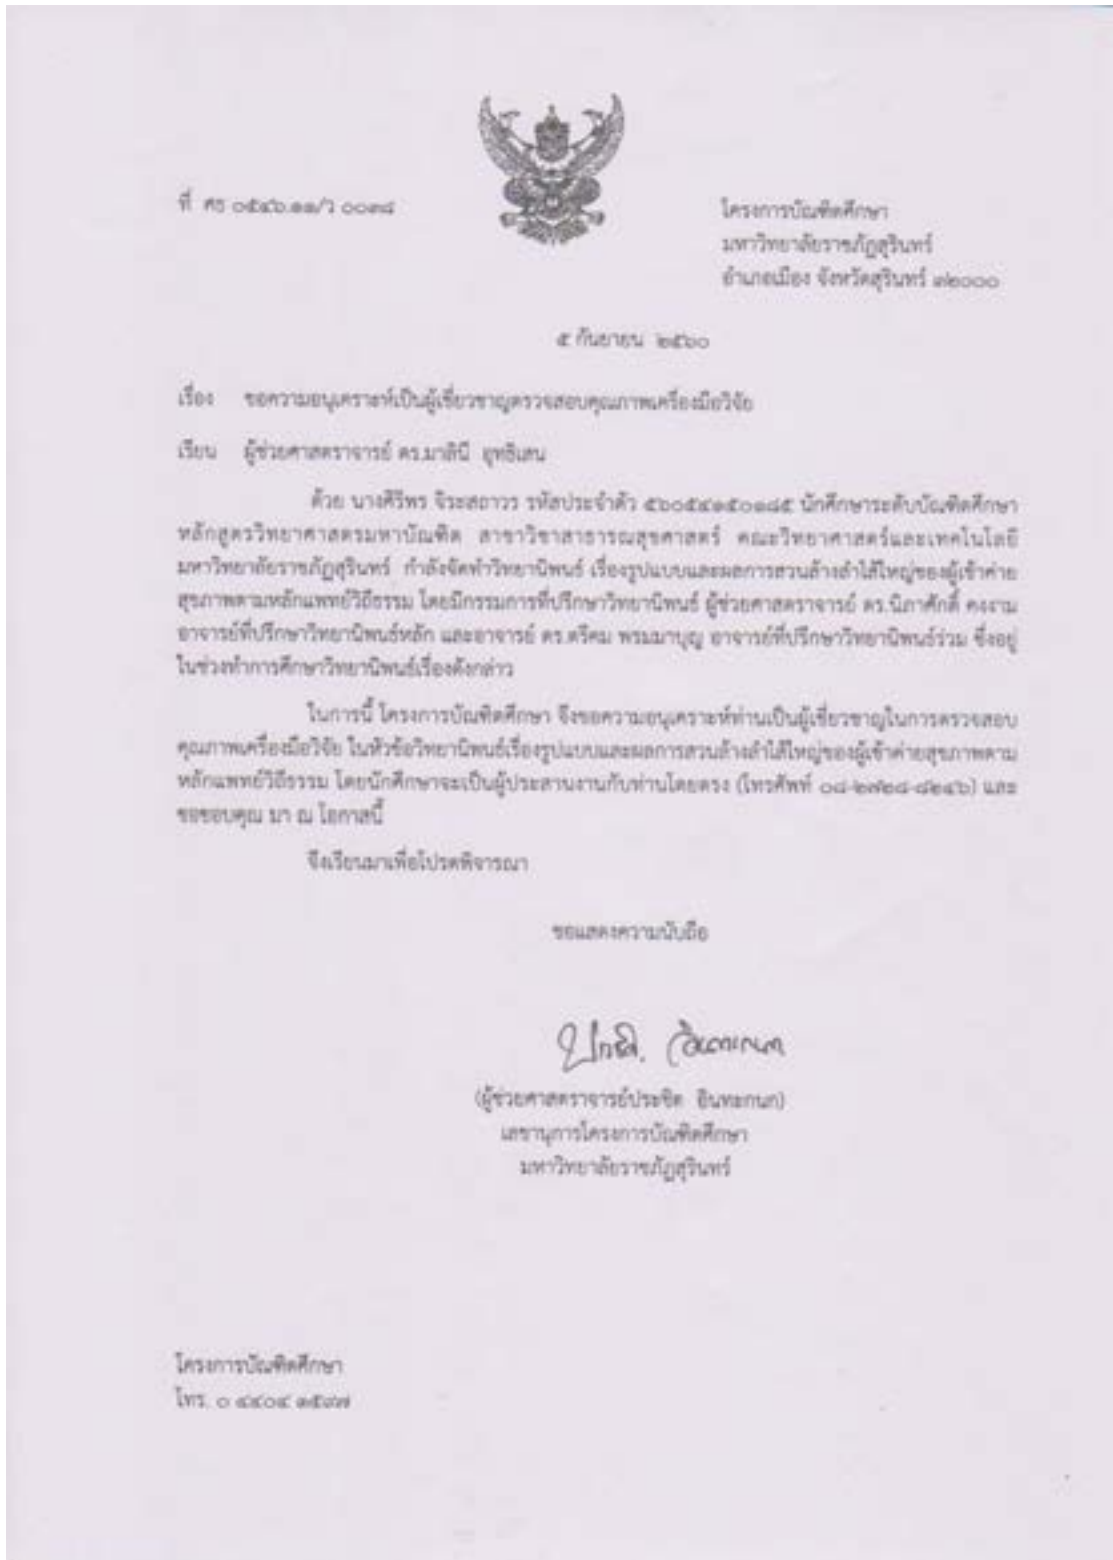 ที่ ศธ ๐๕๔๖.๑๑/ว ๐๐๓๘
โครงการบัณฑิตศึกษา
มหาวิทยาลัยราชภัฏสุรินทร์
อำเภอเมือง จังหวัดสุรินทร์ ๓๒๐๐๐
๕ กันยายน ๒๕๖๐
เรื่อง ขอความอนุเคราะห์เป็นผู้เชี่ยวชาญตรวจสอบคุณภาพเครื่องมือวิจัย
เรียน ผู้ช่วยศาสตราจารย์ ดร.มาลินี อุทธิเสน
ด้วย นางศิริพร จิระสถาวร รหัสประจำตัว นักศึกษาระดับบัณฑิตศึกษา
หลักสูตรวิทยาศาสตรมหาบัณฑิต สาขาวิชาสาธารณสุขศาสตร์ คณะวิทยาศาสตร์และเทคโนโลยี
มหาวิทยาลัยราชภัฏสุรินทร์ กำลังจัดทำวิทยานิพนธ์ เรื่องรูปแบบและผลการสวนล้างลำไส้ใหญ่ของผู้เข้าค่าย
สุขภาพตามหลักแพทย์วิถีธรรม โดยมีกรรมการที่ปรึกษาวิทยานิพนธ์ ผู้ช่วยศาสตราจารย์ ดร.นิภาศักดิ์ คงงาม
อาจารย์ที่ปรึกษาวิทยานิพนธ์หลัก และอาจารย์ ดร.ตรีคม พรมมาบุญ อาจารย์ที่ปรึกษาวิทยานิพนธ์ร่วม ซึ่งอยู่
ในช่วงทำการศึกษาวิทยานิพนธ์เรื่องดังกล่าว
ในการนี้ โครงการบัณฑิตศึกษา จึงขอความอนุเคราะห์ท่านเป็นผู้เชี่ยวชาญในการตรวจสอบ
คุณภาพเครื่องมือวิจัย ในหัวข้อวิทยานิพนธ์เรื่องรูปแบบและผลการสวนล้างลำไส้ใหญ่ของผู้เข้าค่ายสุขภาพตาม
หลักแพทย์วิถีธรรม โดยนักศึกษาจะเป็นผู้ประสานงานกับท่านโดยตรง (โทรศัพท์ และ
ขอขอบคุณ มา ณ โอกาสนี้
จึงเรียนมาเพื่อโปรดพิจารณา
ขอแสดงความนับถือ
(ผู้ช่วยศาสตราจารย์ประชิต อินทะกนก)
เลขานุการโครงการบัณฑิตศึกษา
มหาวิทยาลัยราชภัฏสุรินทร์
โครงการบัณฑิตศึกษา
โทร.